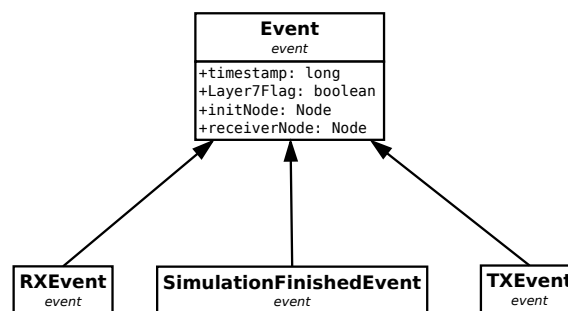 Event
event
+timestamp: long
+Layer7Flag: boolean
+initNode: Node
+receiverNode: Node
RXEvent
event
SimulationFinishedEvent
event
TXEvent
event